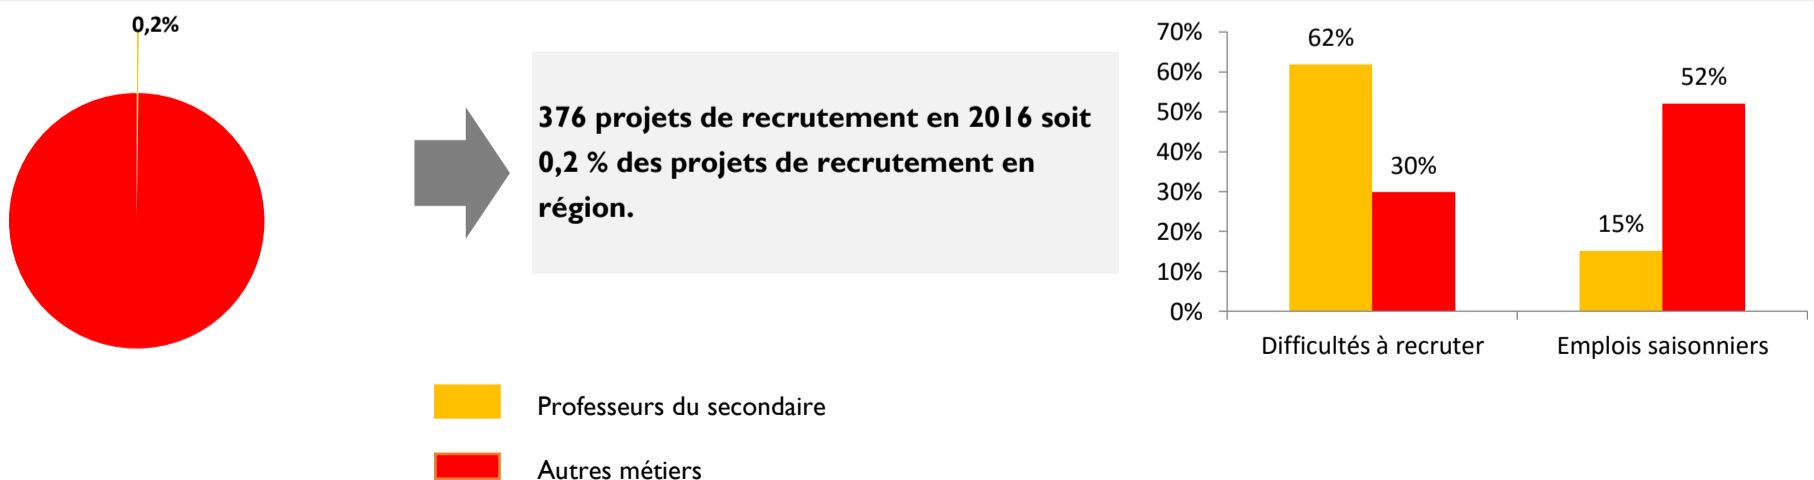 0,2%
376 projets de recrutement en 2016 soit
0,2 % des projets de recrutement en
région.
70%
60%
50%
40%
30%
20%
10%
0%
62%
30%
15%
52%
Difficultés à recruter
Emplois saisonniers
Professeurs du secondaire
Autres métiers